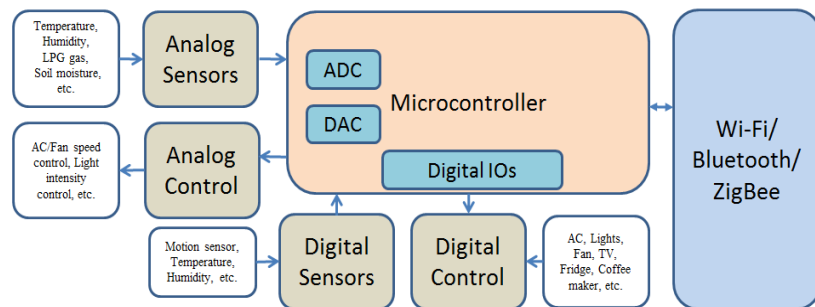 Temperature,
Humidity,
LPG gas,
Soil moisture,
etc.
Analog
Sensors
ADC
Microcontroller
DAC
Digital IOs
Wi-Fi/
Bluetooth/
ZigBee
AC/Fan speed
control, Light
intensity
control, etc.
Analog
Control
Motion sensor,
Temperature,
Humidity, etc.
Digital
Sensors
Digital
Control
AC, Lights,
Fan, TV,
Fridge, Coffee
maker, etc.